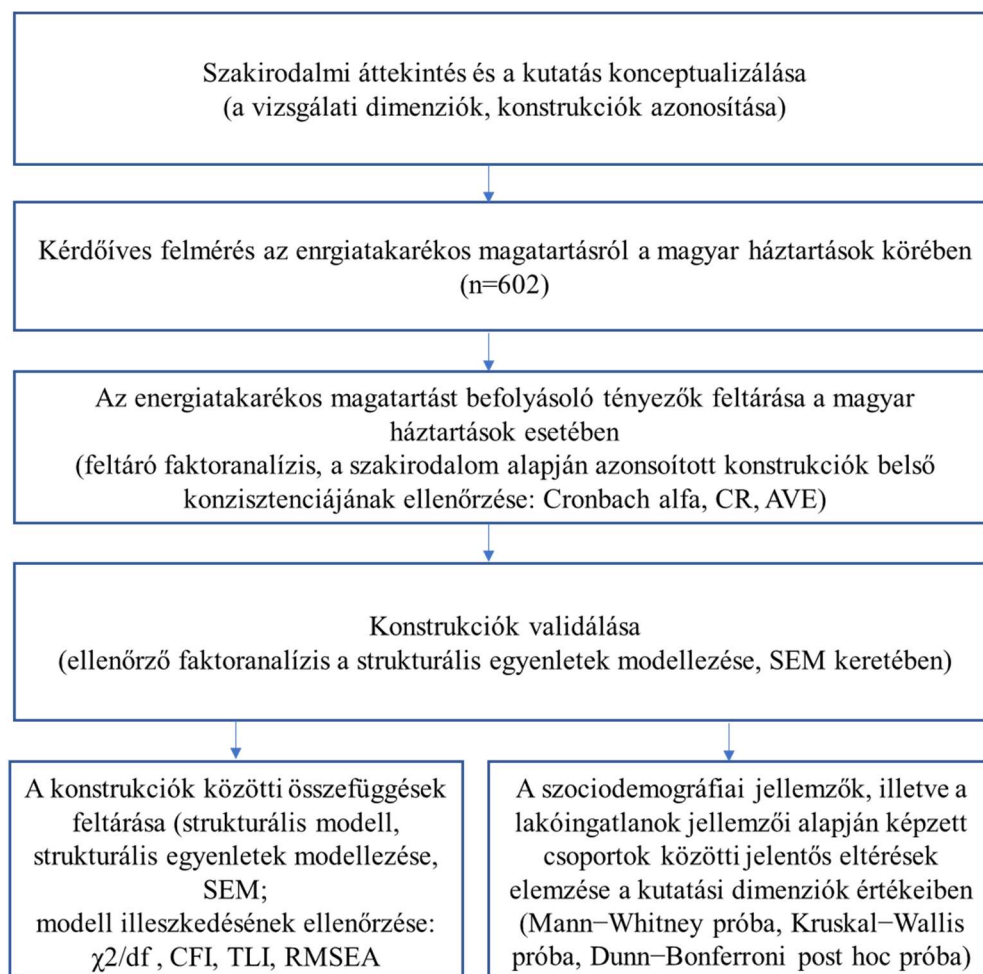 Szakirodalmi áttekintés és a kutatás konceptualizálása
(a vizsgálati dimenziók, konstrukciók azonosítása)
Kérdőíves felmérés az enrgiatakarékos magatartásról a magyar háztartások körében
(n=602)
Az energiatakarékos magatartást befolyásoló tényezők feltárása a magyar
háztartások esetében
(feltáró faktoranalízis, a szakirodalom alapján azonsoított konstrukciók belső
konzisztenciájának ellenőrzése: Cronbach alfa, CR, AVE)
Konstrukciók validálása
(ellenőrző faktoranalízis a strukturális egyenletek modellezése, SEM keretében)
A konstrukciók közötti összefüggések
feltárása (strukturális modell,
strukturális egyenletek modellezése,
SEM;
modell illeszkedésének ellenőrzése:
χ2/df , CFI, TLI, RMSEA
A szociodemográfiai jellemzők, illetve a
lakóingatlanok jellemzői alapján képzett
csoportok közötti jelentős eltérések
elemzése a kutatási dimenziók értékeiben
(Mann−Whitney próba, Kruskal−Wallis
próba, Dunn−Bonferroni post hoc próba)